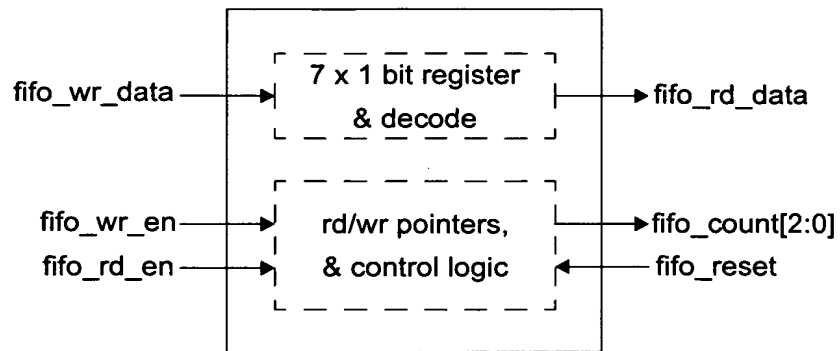 fifo_wr_data
7 x 1 bit register
& decode
fifo_rd_data
fifo_wr_en
fifo_rd_en
rd/wr pointers,
& control logic
fifo_count[2:0]
fifo_reset